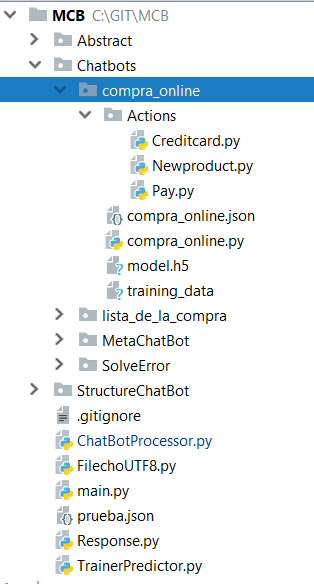 MCB C:\GIT\MCB
Abstract
Chatbots
compra_online
Actions
Creditcard.py
Newproduct.py
Pay.py
compra_online.json
compra_online.py
model.h5
training_data
lista_de_la_compra
MetaChatBot
SolveError
StructureChatBot
.gitignore
ChatBotProcessor.py
FilechoUTF8.py
main.py
prueba.json
Response.py
TrainerPredictor.py